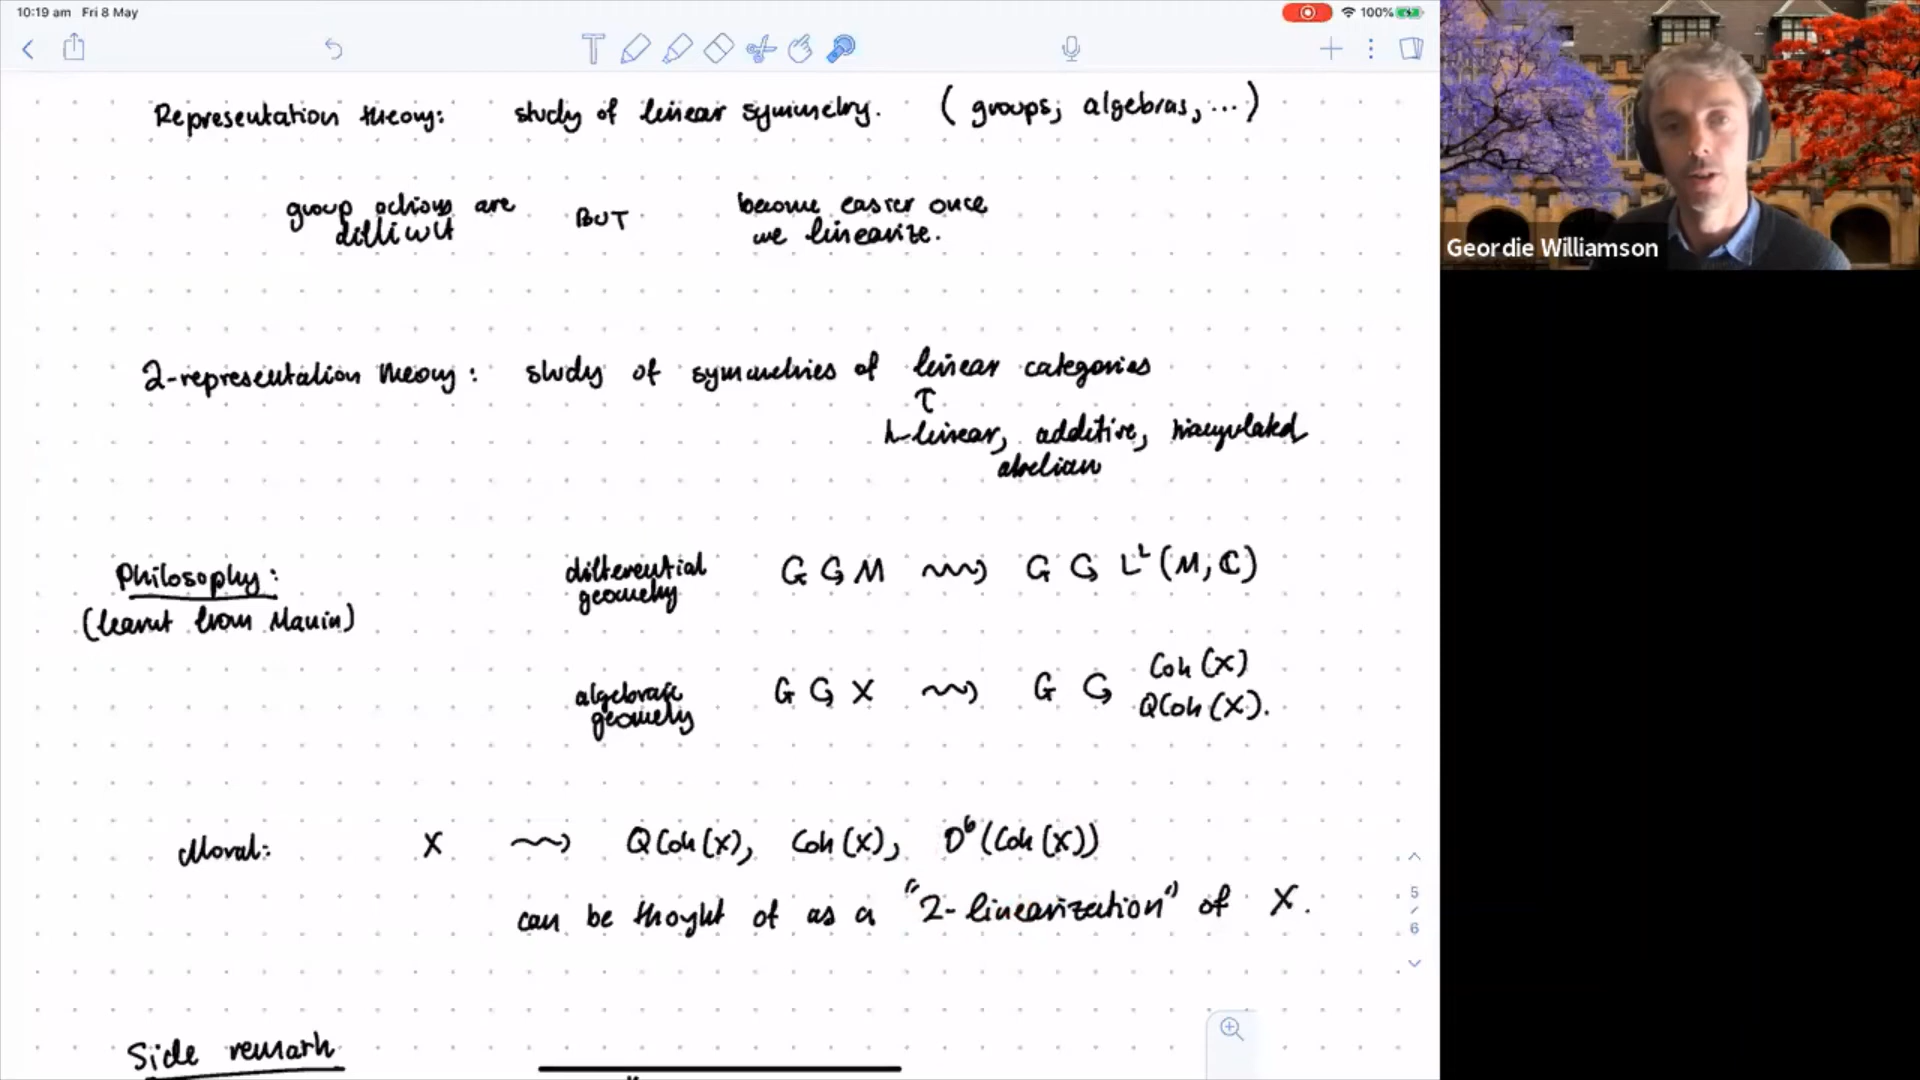 10:19 am Fri 8 May
100%
Representation theory: study of linear symmetry. (groups, algebras, ...)
group actions are difficult BUT become easier once we linearize.
2-representation theory: study of symmetries of linear categories
k-linear, additive, triangulated
abelian
Philosophy:
(learnt from Manin)
differential geometry G ↻ M ⟿ G ↻ L²(M, ℂ)
algebraic geometry G ↻ X ⟿ G ↻ Coh(X)
QCoh(X).
Moral: X ⟿ QCoh(X), Coh(X), Dᵇ(Coh(X))
can be thoyht of as a "2-linearization" of X.
5
/
6
Side remark
Geordie Williamson